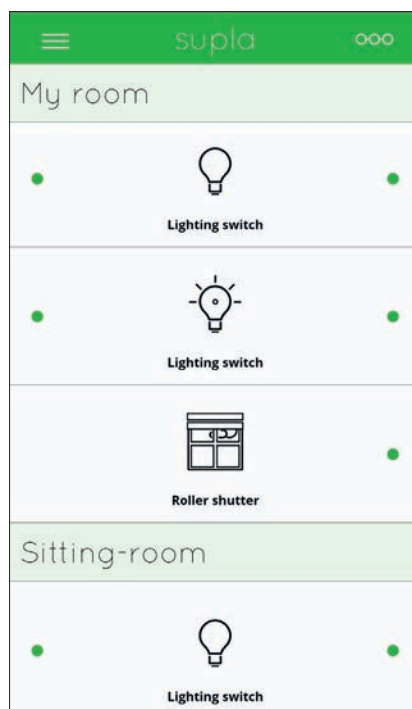 supla
My room
Lighting switch
Lighting switch
Roller shutter
Sitting-room
Lighting switch